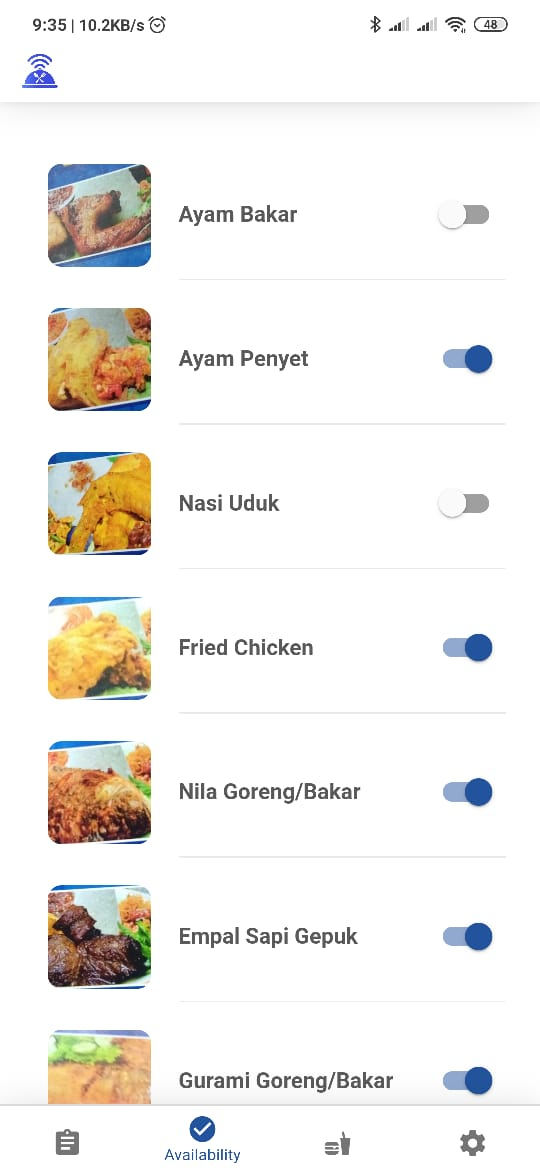 9:35 | 10.2KB/s 48
Ayam Bakar
Ayam Penyet
Nasi Uduk
Fried Chicken
Nila Goreng/Bakar
Empal Sapi Gepuk
Gurami Goreng/Bakar
Availability